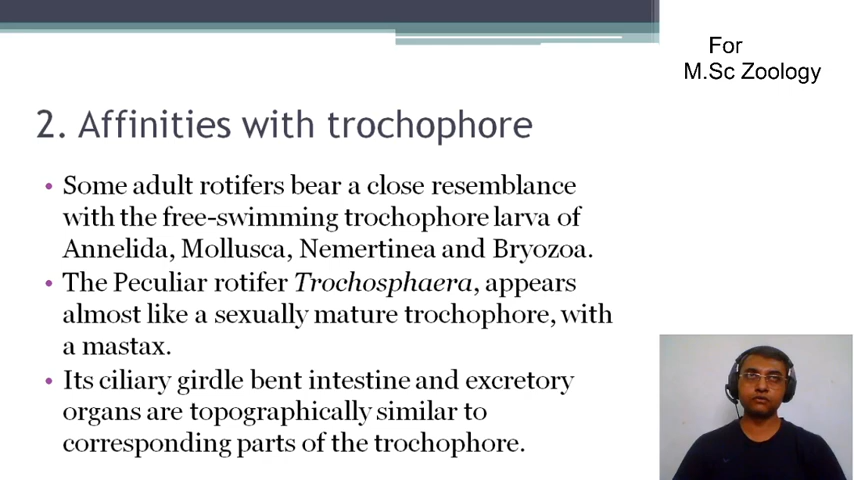 For
M.Sc Zoology
2. Affinities with trochophore
• Some adult rotifers bear a close resemblance
with the free-swimming trochophore larva of
Annelida, Mollusca, Nemertinea and Bryozoa.
• The Peculiar rotifer Trochosphaera, appears
almost like a sexually mature trochophore, with
a mastax.
• Its ciliary girdle bent intestine and excretory
organs are topographically similar to
corresponding parts of the trochophore.